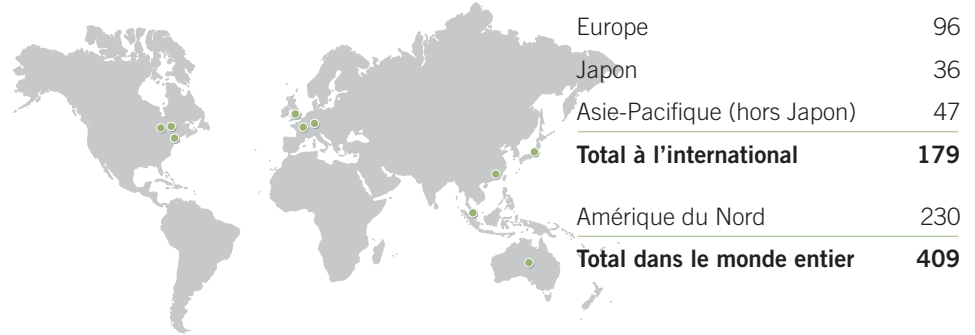 Europe 96
Japon 36
Asie-Pacifique (hors Japon) 47
Total à l’international 179
Amérique du Nord 230
Total dans le monde entier 409